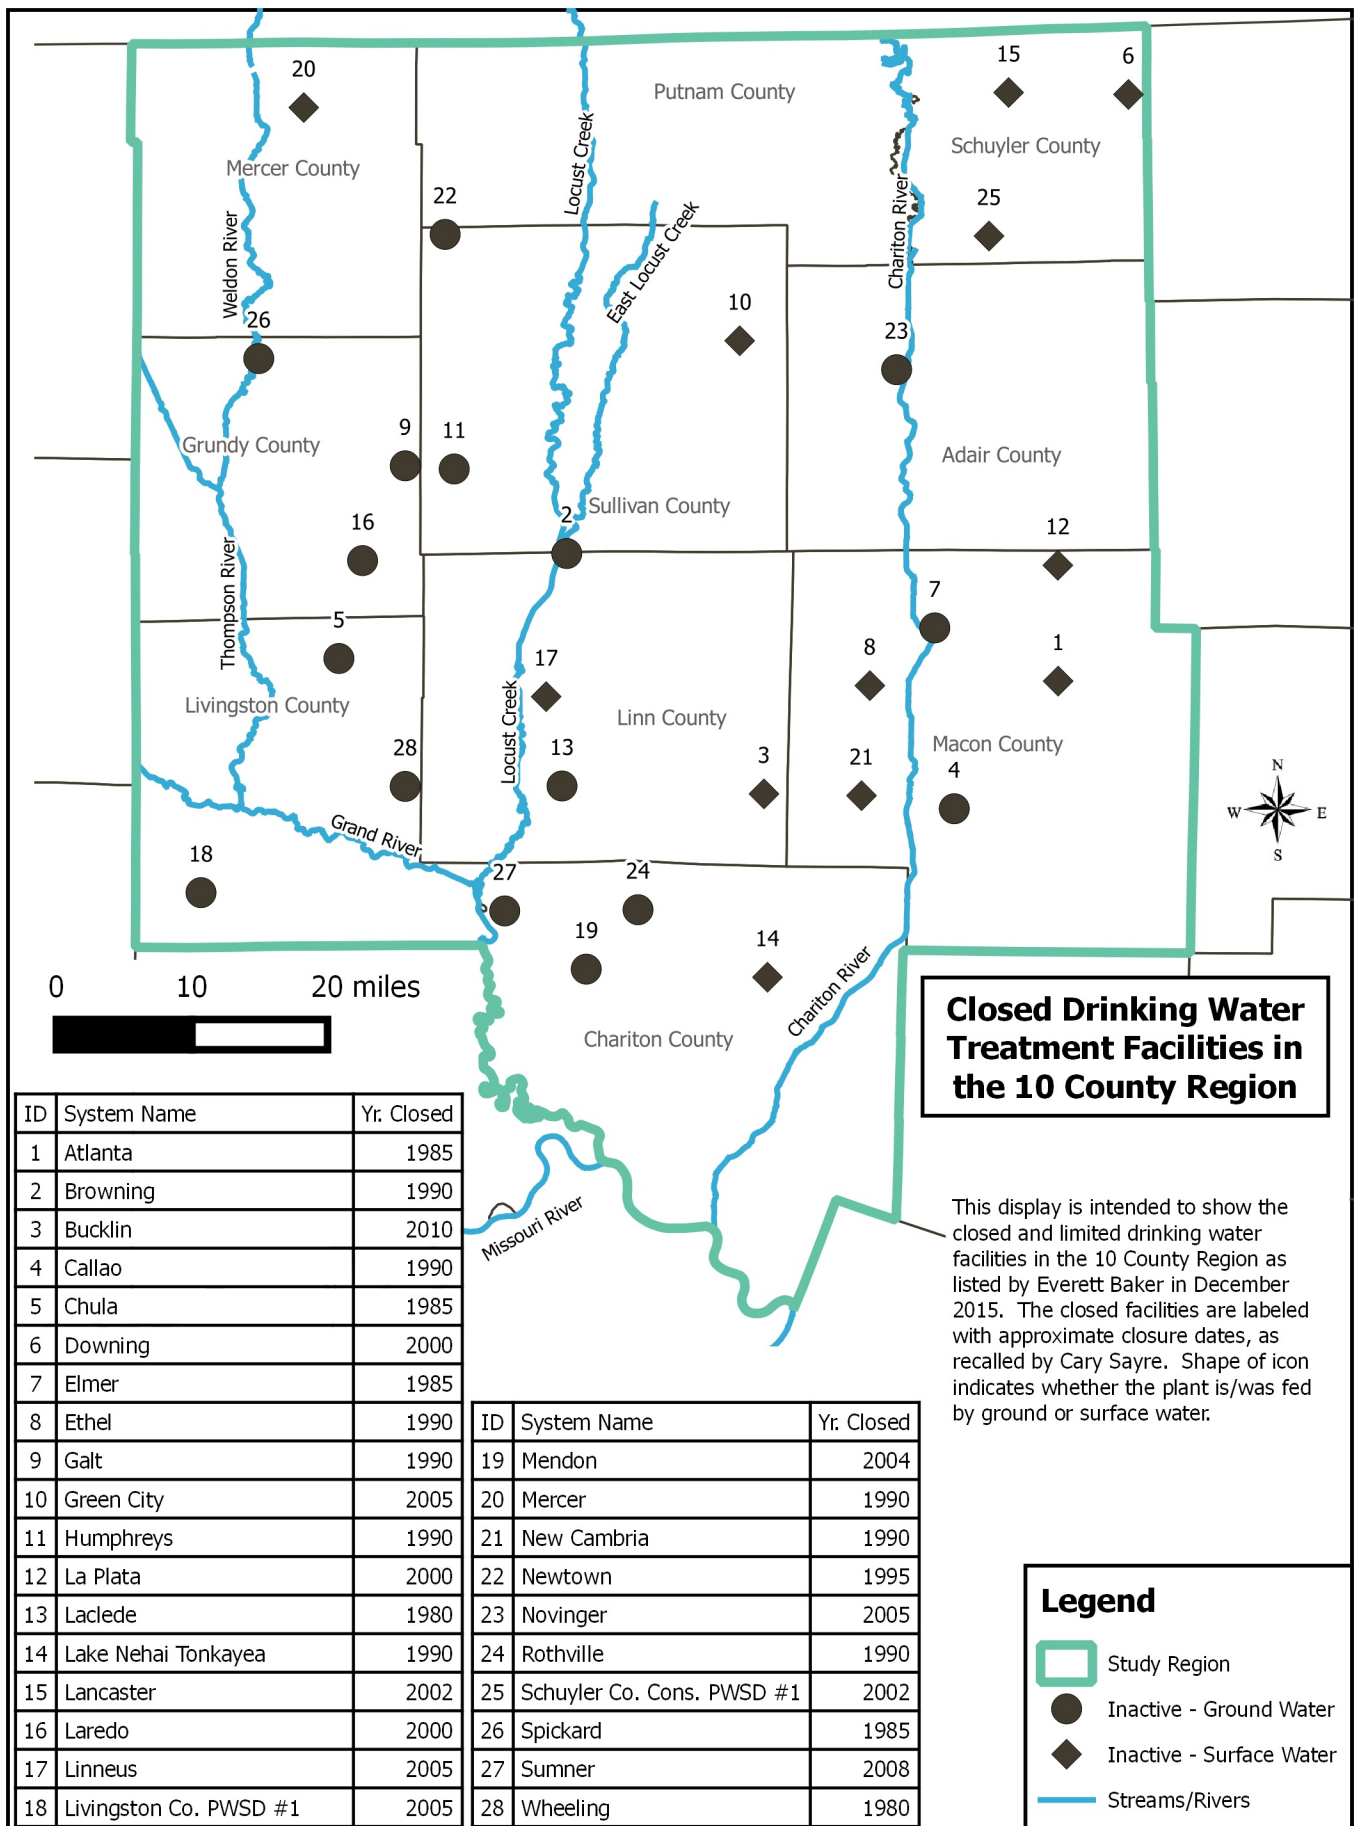 20
15
6
Putnam County
Locust Creek
Schuyler County
Mercer County
22
25
Chariton River
Weldon River
East Locust Creek
10
26
23
9
11
Grundy County
Adair County
Sullivan County
2
16
12
Thompson River
7
5
8
1
17
Livingston County
Locust Creek
Linn County
Macon County
28
13
3
21
4
N
W
E
S
Grand River
18
27
24
19
14
Chariton River
Chariton County
0 10 20 miles
Closed Drinking Water
Treatment Facilities in
the 10 County Region
Missouri River
This display is intended to show the
closed and limited drinking water
facilities in the 10 County Region as
listed by Everett Baker in December
2015. The closed facilities are labeled
with approximate closure dates, as
recalled by Cary Sayre. Shape of icon
indicates whether the plant is/was fed
by ground or surface water.
ID System Name Yr. Closed
1 Atlanta 1985
2 Browning 1990
3 Bucklin 2010
4 Callao 1990
5 Chula 1985
6 Downing 2000
7 Elmer 1985
8 Ethel 1990
9 Galt 1990
10 Green City 2005
11 Humphreys 1990
12 La Plata 2000
13 Laclede 1980
14 Lake Nehai Tonkayea 1990
15 Lancaster 2002
16 Laredo 2000
17 Linneus 2005
18 Livingston Co. PWSD #1 2005
ID System Name Yr. Closed
19 Mendon 2004
20 Mercer 1990
21 New Cambria 1990
22 Newtown 1995
23 Novinger 2005
24 Rothville 1990
25 Schuyler Co. Cons. PWSD #1 2002
26 Spickard 1985
27 Sumner 2008
28 Wheeling 1980
Legend
Study Region
Inactive - Ground Water
Inactive - Surface Water
Streams/Rivers